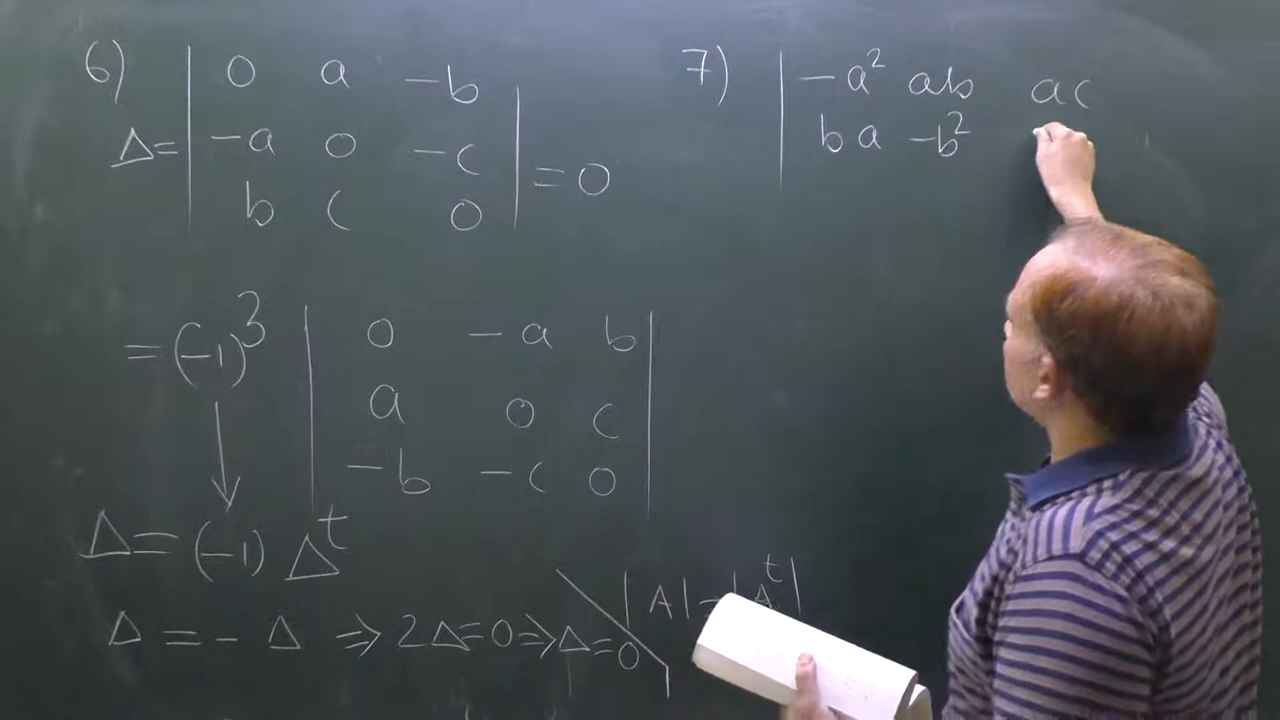 6)
Δ= | 0 a −b |
| −a 0 −c | = 0
| b c 0 |
= (−1)³ | 0 −a b |
| a 0 c |
| −b −c 0 |
Δ = (−1) Δᵗ
|A| = |Aᵗ|
Δ = − Δ ⇒ 2Δ=0 ⇒ Δ=0
7) | −a² ab ac
| ba −b²